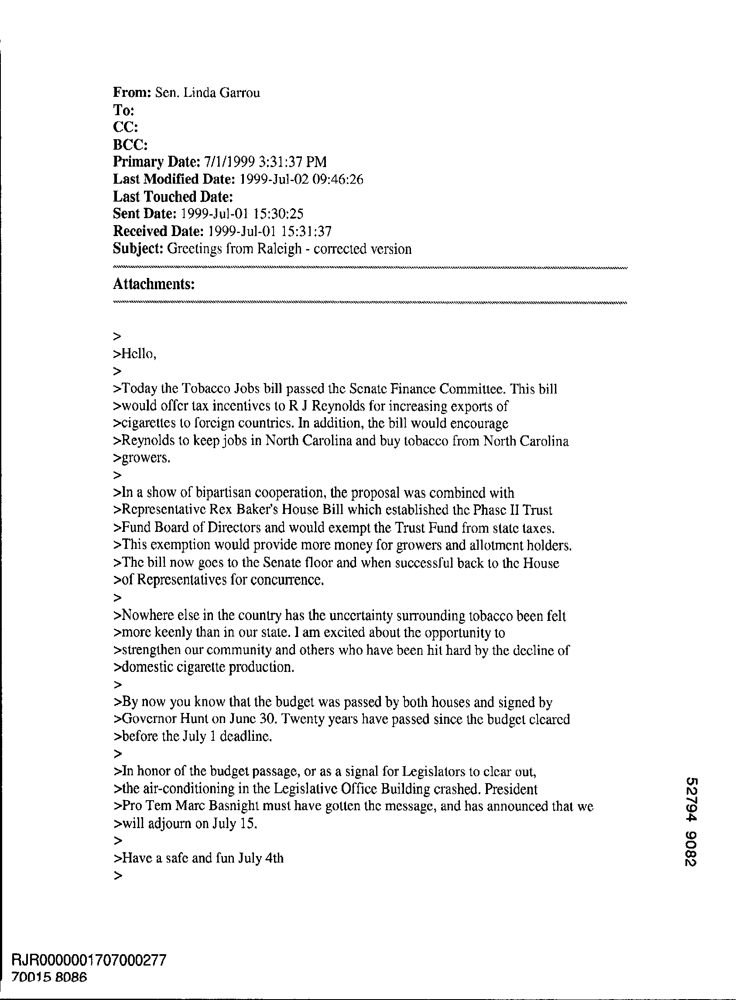 From: Sen. Linda Garrou
To:
CC:
BCC:
Primary Date: 7/1/1999 3:31:37 PM
Last Modified Date: 1999-Jul-02 09:46:26
Last Touched Date:
Sent Date: 1999-Jul-01 15:30:25
Received Date: 1999-Jul-01 15:31:37
Subject: Greetings from Raleigh - corrected version
Attachments:
>
>Hello,
>
>Today the Tobacco Jobs bill passed the Senate Finance Committee. This bill
>would offer tax incentives to R J Reynolds for increasing exports of
>cigarettes to foreign countries. In addition, the bill would encourage
>Reynolds to keep jobs in North Carolina and buy tobacco from North Carolina
>growers.
>
>In a show of bipartisan cooperation, the proposal was combined with
>Representative Rex Baker's House Bill which established the Phase II Trust
>Fund Board of Directors and would exempt the Trust Fund from state taxes.
>This exemption would provide more money for growers and allotment holders.
>The bill now goes to the Senate floor and when successful back to the House
>of Representatives for concurrence.
>
>Nowhere else in the country has the uncertainty surrounding tobacco been felt
>more keenly than in our state. I am excited about the opportunity to
>strengthen our community and others who have been hit hard by the decline of
>domestic cigarette production.
>
>By now you know that the budget was passed by both houses and signed by
>Governor Hunt on June 30. Twenty years have passed since the budget cleared
>before the July 1 deadline.
>
>In honor of the budget passage, or as a signal for Legislators to clear out,
>the air-conditioning in the Legislative Office Building crashed. President
>Pro Tem Marc Basnight must have gotten the message, and has announced that we
>will adjourn on July 15.
>
>Have a safe and fun July 4th
>
52794 9082
RJR0000001707000277
70015 8086